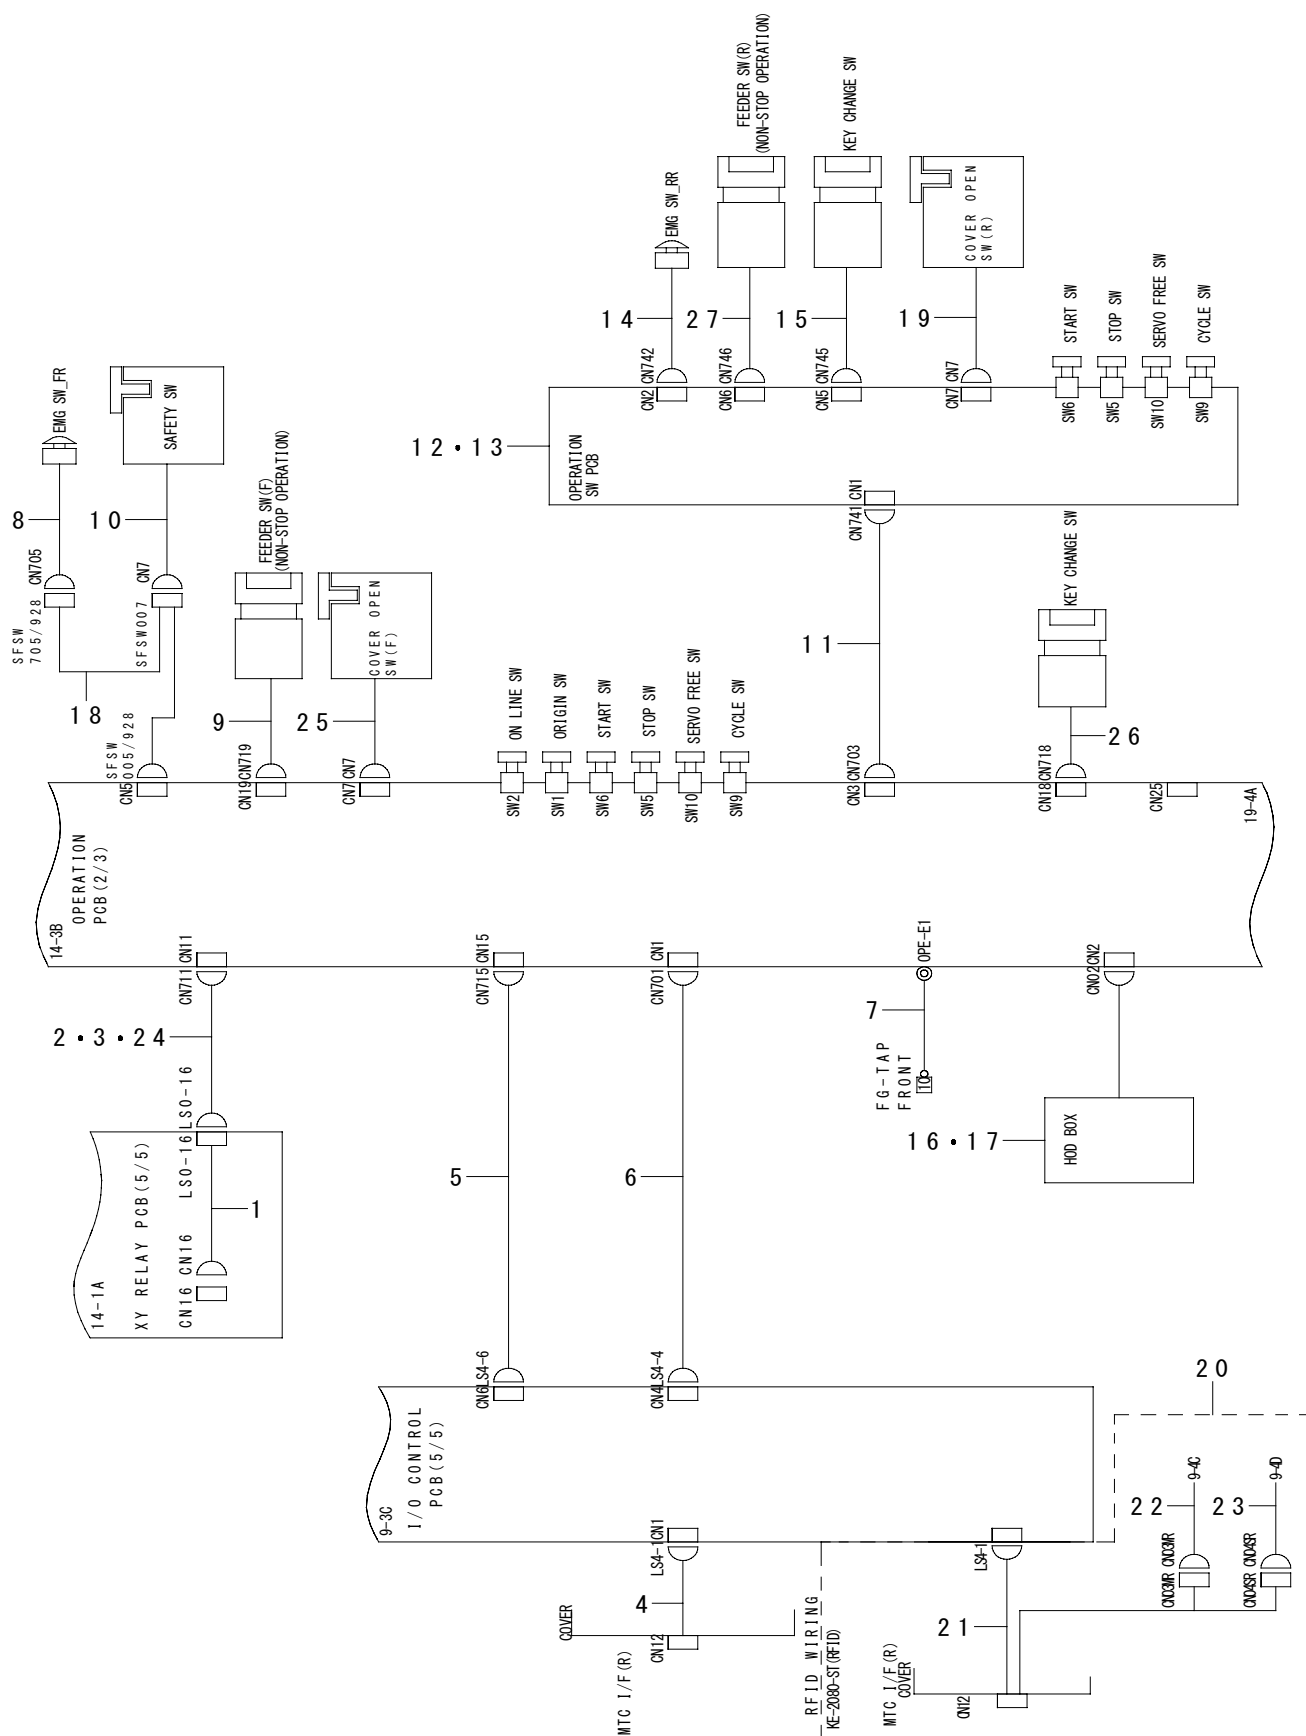 EMG SW_FR
SAFETY SW
8
10
CN705
CN7
SFSW
705/928
SFSW007
18
SFSW
005/928
CN5
FEEDER SW(F)
(NON-STOP OPERATION)
9
CN19
CN719
COVER OPEN
SW(F)
25
CN7
CN7
ON LINE SW
SW2
ORIGIN SW
SW1
START SW
SW6
STOP SW
SW5
SERVO FREE SW
SW10
CYCLE SW
SW9
FEEDER SW(R)
(NON-STOP OPERATION)
KEY CHANGE SW
EMG SW_RR
COVER OPEN
SW(R)
14
27
15
19
CN2
CN742
CN6
CN746
CN5
CN745
CN7
CN7
START SW
SW6
STOP SW
SW5
SERVO FREE SW
SW10
CYCLE SW
SW9
12・13
OPERATION
SW PCB
CN741
CN1
11
CN3
CN703
KEY CHANGE SW
26
CN18
CN718
CN25
19-4A
14-3B
OPERATION
PCB(2/3)
CN711
CN11
CN715
CN15
CN701
CN1
OPE-E1
CN02
CN2
2・3・24
LS0-16
LS0-16
14-1A
XY RELAY PCB(5/5)
CN16
CN16
1
5
6
7
FG-TAP
FRONT
10
16・17
HOD BOX
CN6
LS4-6
CN4
LS4-4
9-3C
I/O CONTROL
PCB(5/5)
LS4-1
CN1
LS4-1
4
COVER
CN12
MTC I/F(R)
RFID WIRING
KE-2080-ST(RFID)
21
MTC I/F(R)
COVER
CN12
20
9-4C
9-4D
22
23
CND3MR
CND3MR
CND4SR
CND4SR